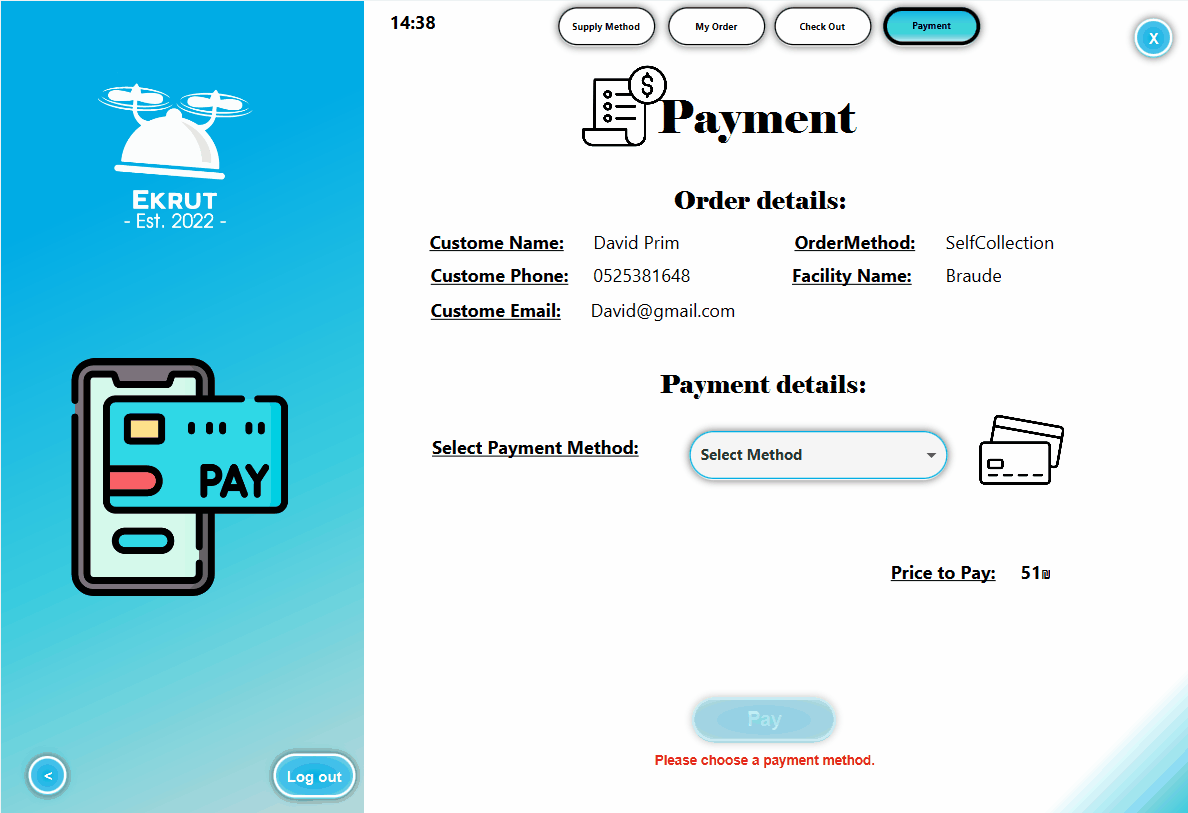 14:38
Supply Method
My Order
Check Out
Payment
X
EKRUT
- Est. 2022 -
Payment
$
Order details:
Custome Name: David Prim
OrderMethod: SelfCollection
Custome Phone: 0525381648
Facility Name: Braude
Custome Email: David@gmail.com
Payment details:
Select Payment Method: Select Method
PAY
Price to Pay: 51₪
Pay
Please choose a payment method.
<
Log out